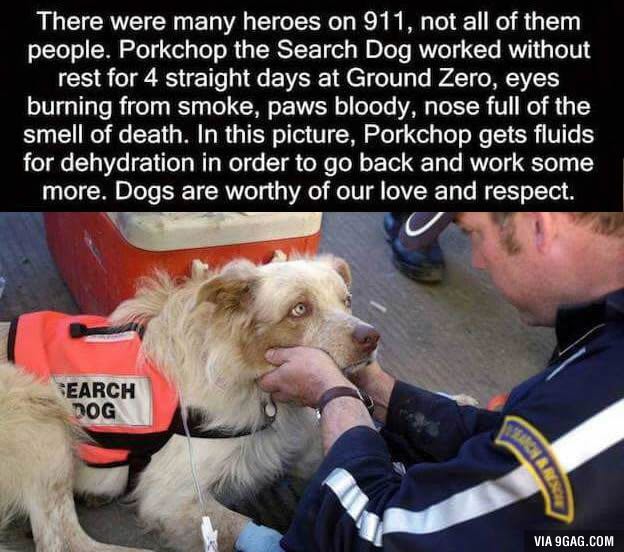 There were many heroes on 911, not all of them
people. Porkchop the Search Dog worked without
rest for 4 straight days at Ground Zero, eyes
burning from smoke, paws bloody, nose full of the
smell of death. In this picture, Porkchop gets fluids
for dehydration in order to go back and work some
more. Dogs are worthy of our love and respect.
SEARCH
DOG
SEARCH & RESCUE
VIA 9GAG.COM